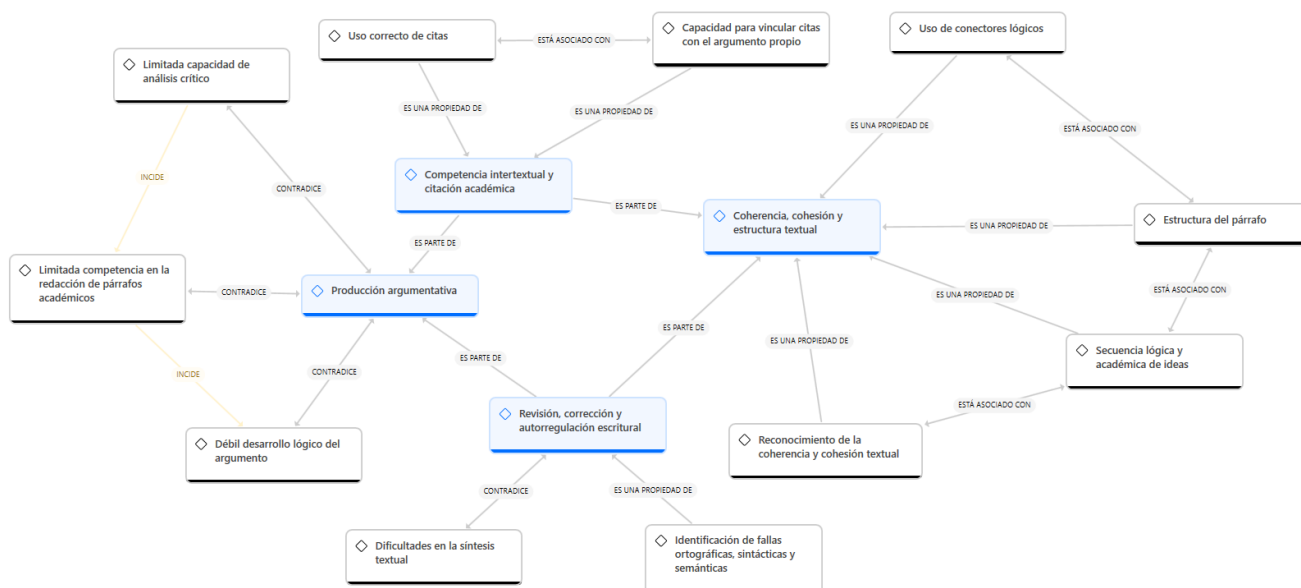 Uso correcto de citas
ESTÁ ASOCIADO CON
Capacidad para vincular citas
con el argumento propio
Uso de conectores lógicos
Limitada capacidad de
análisis crítico
ES UNA PROPIEDAD DE
ES UNA PROPIEDAD DE
ES UNA PROPIEDAD DE
ESTÁ ASOCIADO CON
INCIDE
CONTRADICE
Competencia intertextual y
citación académica
ES PARTE DE
Coherencia, cohesión y
estructura textual
ES UNA PROPIEDAD DE
Estructura del párrafo
ES PARTE DE
Limitada competencia en la
redacción de párrafos
académicos
CONTRADICE
Producción argumentativa
ESTÁ ASOCIADO CON
ES UNA PROPIEDAD DE
ES PARTE DE
ES UNA PROPIEDAD DE
Secuencia lógica y
académica de ideas
ES PARTE DE
INCIDE
CONTRADICE
ESTÁ ASOCIADO CON
Revisión, corrección y
autorregulación escritural
Débil desarrollo lógico del
argumento
Reconocimiento de la
coherencia y cohesión textual
CONTRADICE
ES UNA PROPIEDAD DE
Dificultades en la síntesis
textual
Identificación de fallas
ortográficas, sintácticas y
semánticas